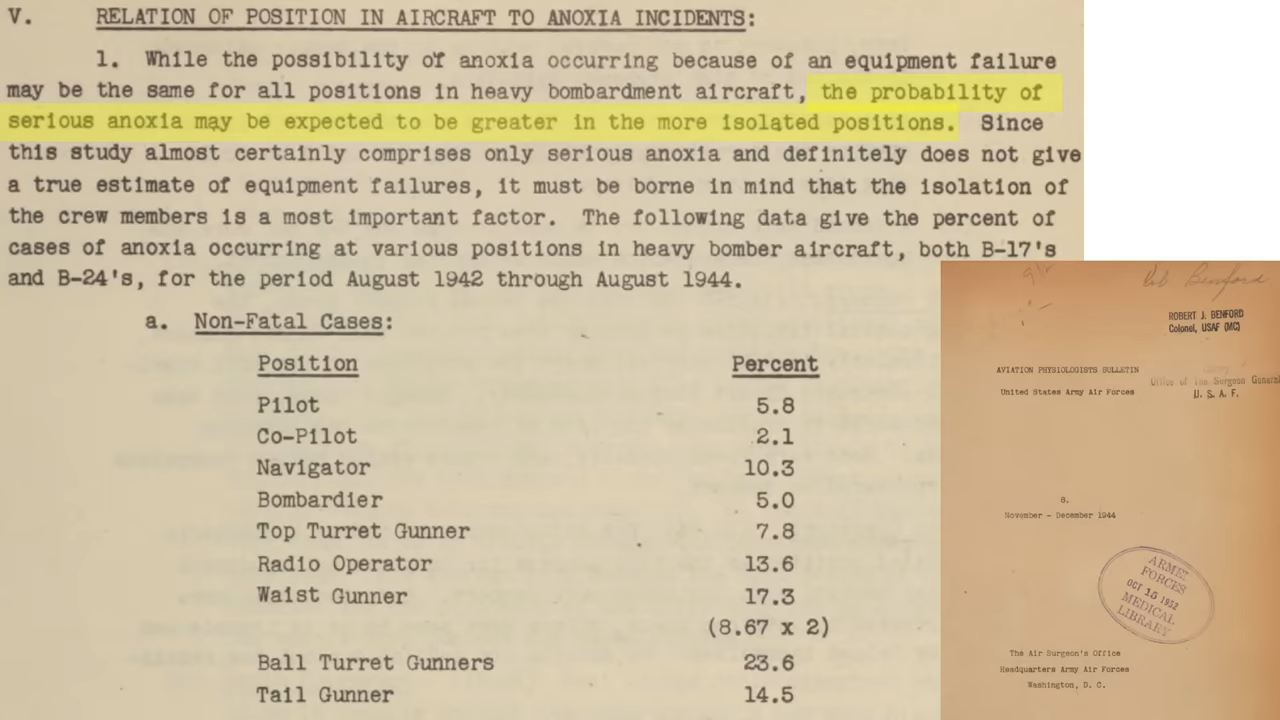 V. RELATION OF POSITION IN AIRCRAFT TO ANOXIA INCIDENTS:
1. While the possibility of anoxia occurring because of an equipment failure
may be the same for all positions in heavy bombardment aircraft, the probability of
serious anoxia may be expected to be greater in the more isolated positions. Since
this study almost certainly comprises only serious anoxia and definitely does not give
a true estimate of equipment failures, it must be borne in mind that the isolation of
the crew members is a most important factor. The following data give the percent of
cases of anoxia occurring at various positions in heavy bomber aircraft, both B-17's
and B-24's, for the period August 1942 through August 1944.
a. Non-Fatal Cases:
Position Percent
Pilot 5.8
Co-Pilot 2.1
Navigator 10.3
Bombardier 5.0
Top Turret Gunner 7.8
Radio Operator 13.6
Waist Gunner 17.3
(8.67 x 2)
Ball Turret Gunners 23.6
Tail Gunner 14.5
Bob Benford
ROBERT J. BENFORD
Colonel, USAF (MC)
AVIATION PHYSIOLOGISTS BULLETIN
United States Army Air Forces
Office of The Surgeon General
U. S. A. F.
8.
November - December 1944
ARMED
FORCES
OCT 16 1952
MEDICAL
LIBRARY
The Air Surgeon's Office
Headquarters Army Air Forces
Washington, D. C.